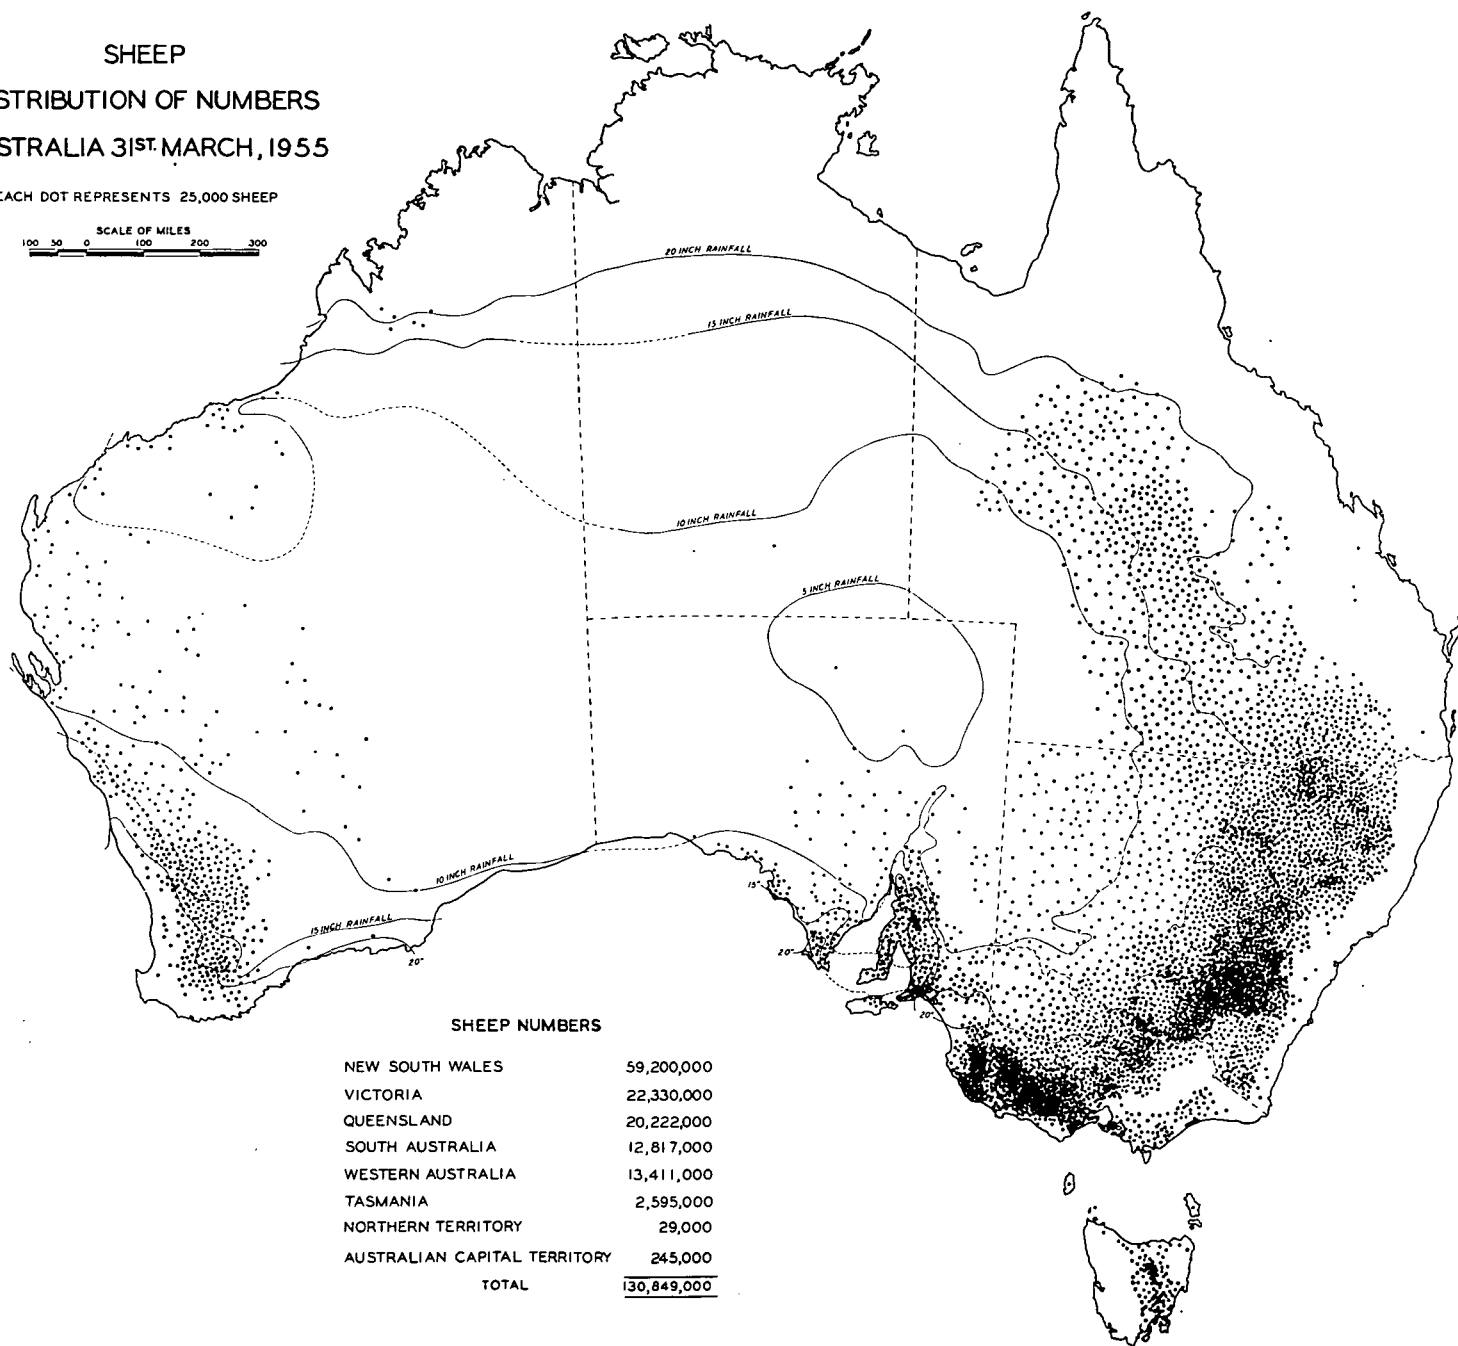 SHEEP
STRIBUTION OF NUMBERS
STRALIA 31ST. MARCH, 1955
EACH DOT REPRESENTS 25,000 SHEEP
SCALE OF MILES
100 50 0 100 200 300
20 INCH RAINFALL
15 INCH RAINFALL
10 INCH RAINFALL
5 INCH RAINFALL
10 INCH RAINFALL
15"
15 INCH RAINFALL
20"
20"
20"
SHEEP NUMBERS
NEW SOUTH WALES 59,200,000
VICTORIA 22,330,000
QUEENSLAND 20,222,000
SOUTH AUSTRALIA 12,817,000
WESTERN AUSTRALIA 13,411,000
TASMANIA 2,595,000
NORTHERN TERRITORY 29,000
AUSTRALIAN CAPITAL TERRITORY 245,000
TOTAL 130,849,000